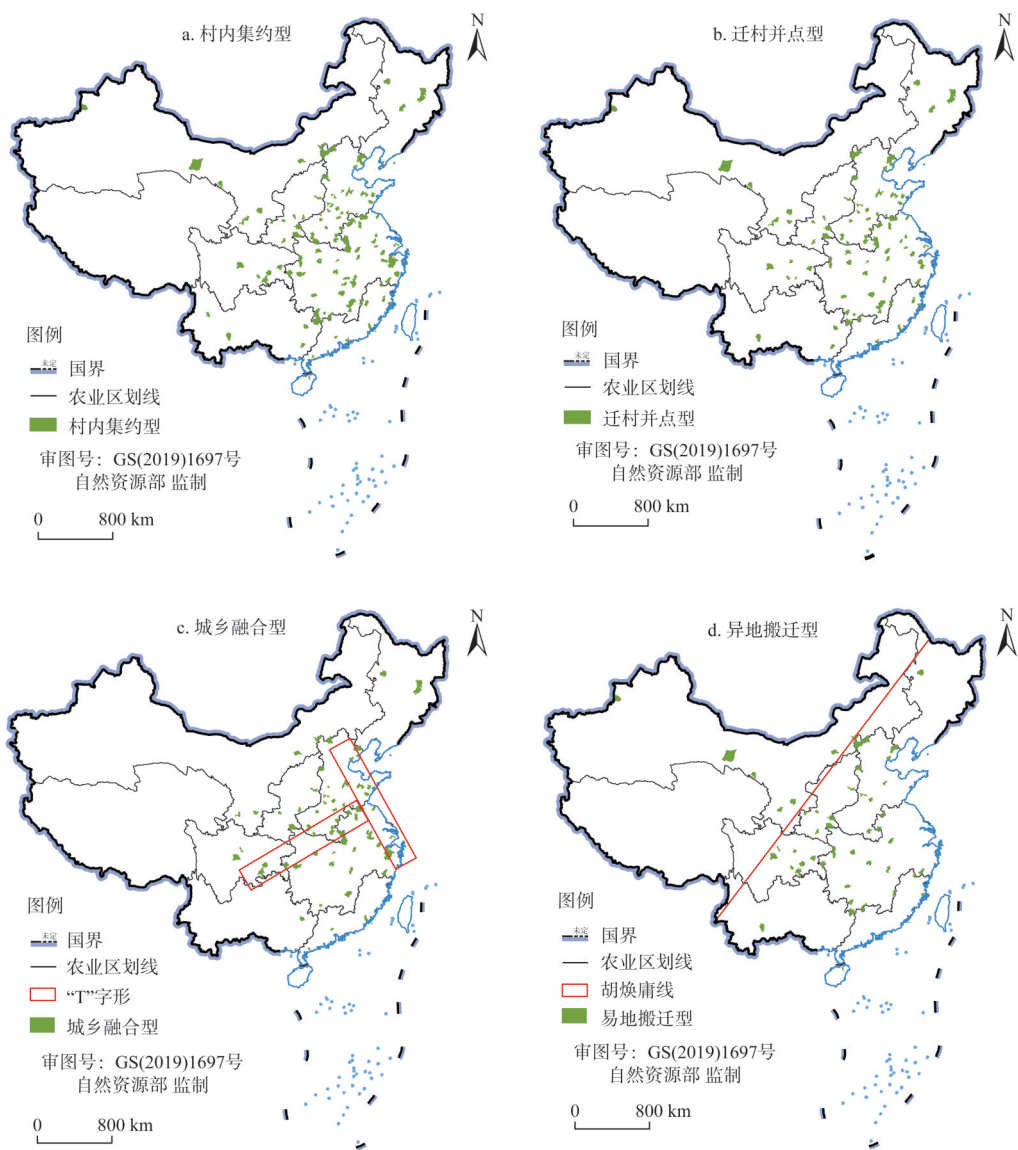 a. 村内集约型
N
图例
未定
国界
农业区划线
村内集约型
审图号：GS(2019)1697号
自然资源部 监制
0 800 km
b. 迁村并点型
N
图例
未定
国界
农业区划线
迁村并点型
审图号：GS(2019)1697号
自然资源部 监制
0 800 km
c. 城乡融合型
N
图例
未定
国界
农业区划线
“T”字形
城乡融合型
审图号：GS(2019)1697号
自然资源部 监制
0 800 km
d. 异地搬迁型
N
图例
未定
国界
农业区划线
胡焕庸线
易地搬迁型
审图号：GS(2019)1697号
自然资源部 监制
0 800 km